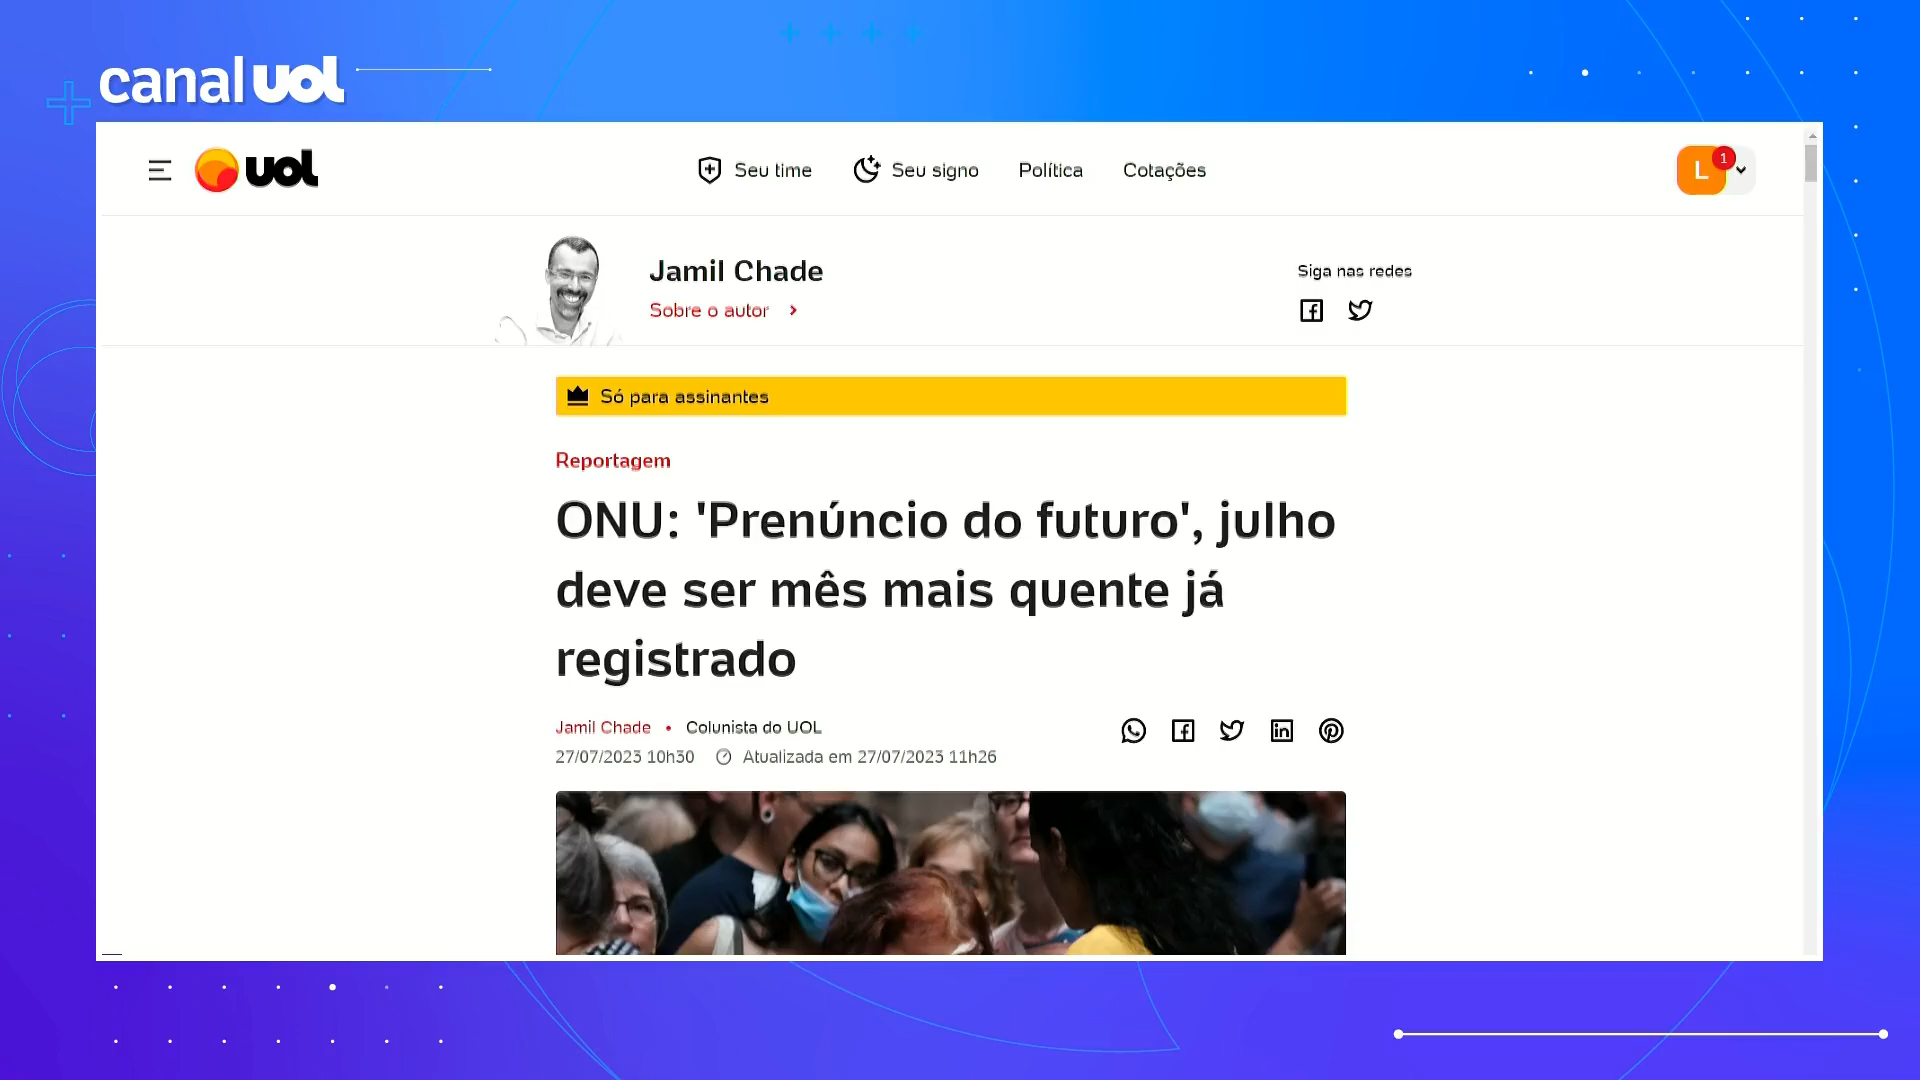 canal uol
uol
Seu time
Seu signo
Política
Cotações
L
1
Jamil Chade
Sobre o autor
Siga nas redes
Só para assinantes
Reportagem
ONU: 'Prenúncio do futuro', julho
deve ser mês mais quente já
registrado
Jamil Chade • Colunista do UOL
27/07/2023 10h30 Atualizada em 27/07/2023 11h26